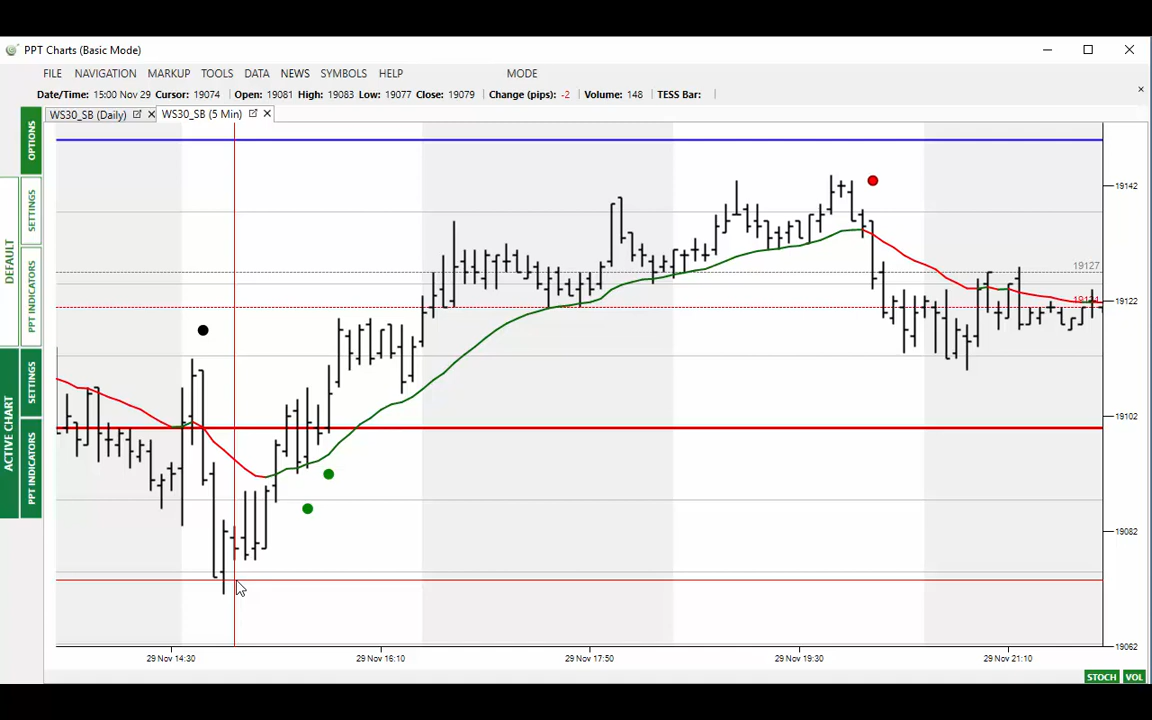 PPT Charts (Basic Mode)
FILE NAVIGATION MARKUP TOOLS DATA NEWS SYMBOLS HELP MODE
Date/Time: 15:00 Nov 29 Cursor: 19074 Open: 19081 High: 19083 Low: 19077 Close: 19079 Change (pips): -2 Volume: 148 TESS Bar:
WS30_SB (Daily) WS30_SB (5 Min)
OPTIONS
SETTINGS
PPT INDICATORS
DEFAULT
SETTINGS
PPT INDICATORS
ACTIVE CHART
19142
19127
19122
19102
19082
19062
29 Nov 14:30 29 Nov 16:10 29 Nov 17:50 29 Nov 19:30 29 Nov 21:10
STOCH VOL